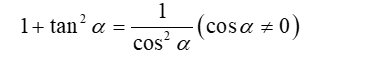 1 + tan² α = 1/cos² α (cos α ≠ 0)